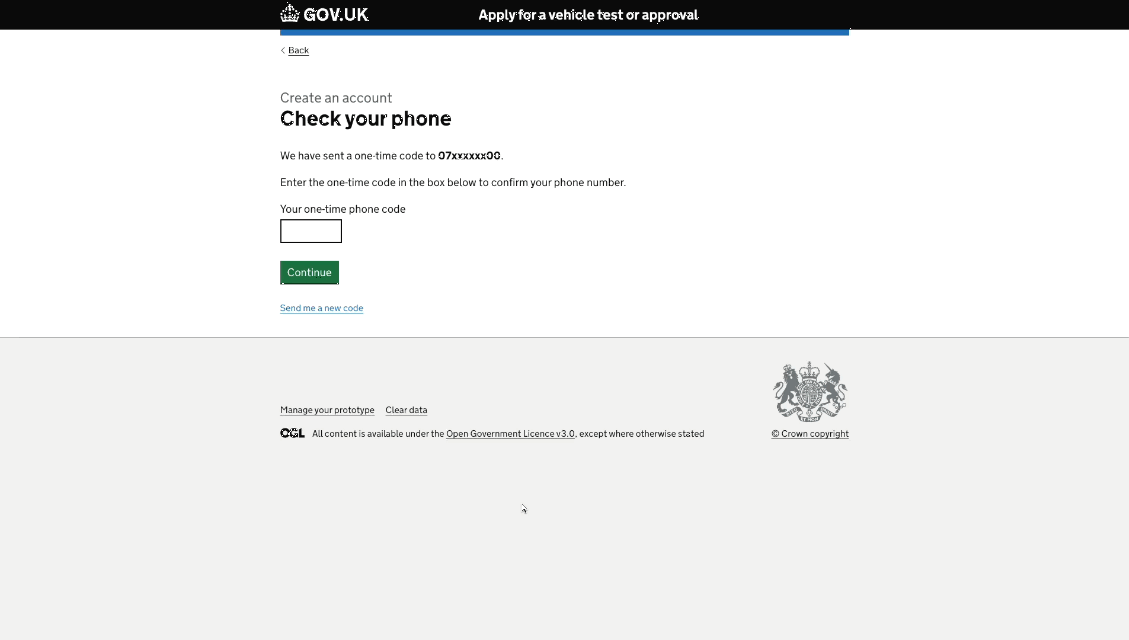 GOV.UK
Apply for a vehicle test or approval
Back
Create an account
Check your phone
We have sent a one-time code to 07xxxxxx00.
Enter the one-time code in the box below to confirm your phone number.
Your one-time phone code
Continue
Send me a new code
Manage your prototype Clear data
OGL All content is available under the Open Government Licence v3.0, except where otherwise stated
© Crown copyright